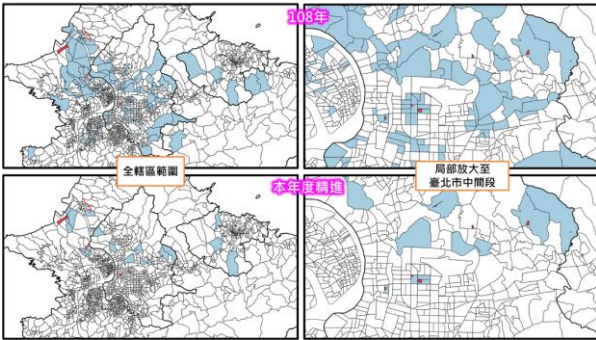 108年
全轄區範圍
局部放大至
臺北市中間段
本年度精進